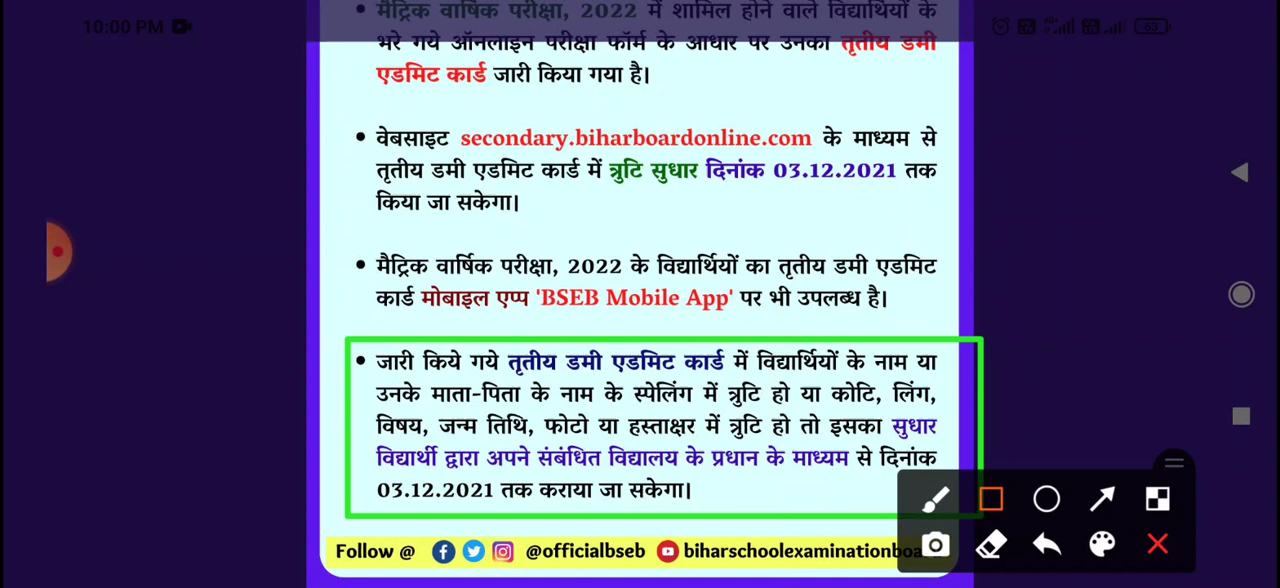 10:00 PM
63
• मैट्रिक वार्षिक परीक्षा, 2022 में शामिल होने वाले विद्यार्थियों के
भरे गये ऑनलाइन परीक्षा फॉर्म के आधार पर उनका तृतीय डमी
एडमिट कार्ड जारी किया गया है।
• वेबसाइट secondary.biharboardonline.com के माध्यम से
तृतीय डमी एडमिट कार्ड में त्रुटि सुधार दिनांक 03.12.2021 तक
किया जा सकेगा।
• मैट्रिक वार्षिक परीक्षा, 2022 के विद्यार्थियों का तृतीय डमी एडमिट
कार्ड मोबाइल एप्प 'BSEB Mobile App' पर भी उपलब्ध है।
• जारी किये गये तृतीय डमी एडमिट कार्ड में विद्यार्थियों के नाम या
उनके माता-पिता के नाम के स्पेलिंग में त्रुटि हो या कोटि, लिंग,
विषय, जन्म तिथि, फोटो या हस्ताक्षर में त्रुटि हो तो इसका सुधार
विद्यार्थी द्वारा अपने संबंधित विद्यालय के प्रधान के माध्यम से दिनांक
03.12.2021 तक कराया जा सकेगा।
Follow @ @officialbseb biharschoolexaminationboa